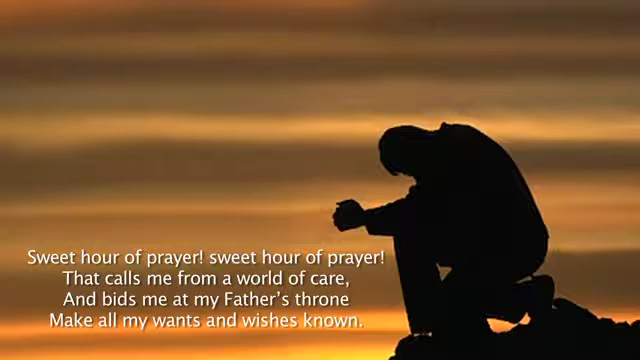 Sweet hour of prayer! sweet hour of prayer!
That calls me from a world of care,
And bids me at my Father’s throne
Make all my wants and wishes known.